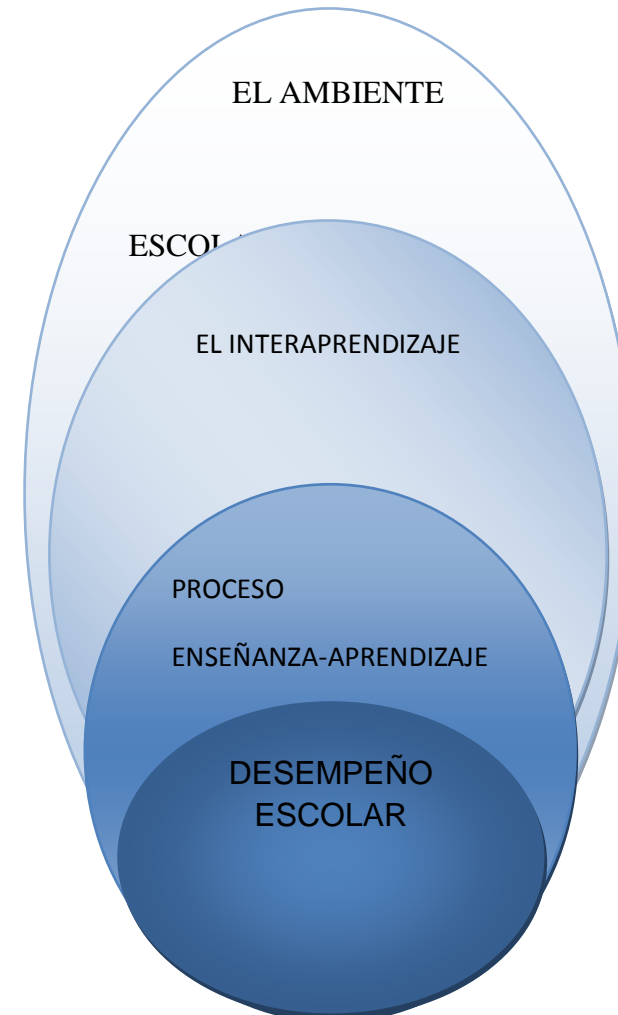 EL AMBIENTE
EL INTERAPRENDIZAJE
PROCESO
ENSEÑANZA-APRENDIZAJE
DESEMPEÑO
ESCOLAR